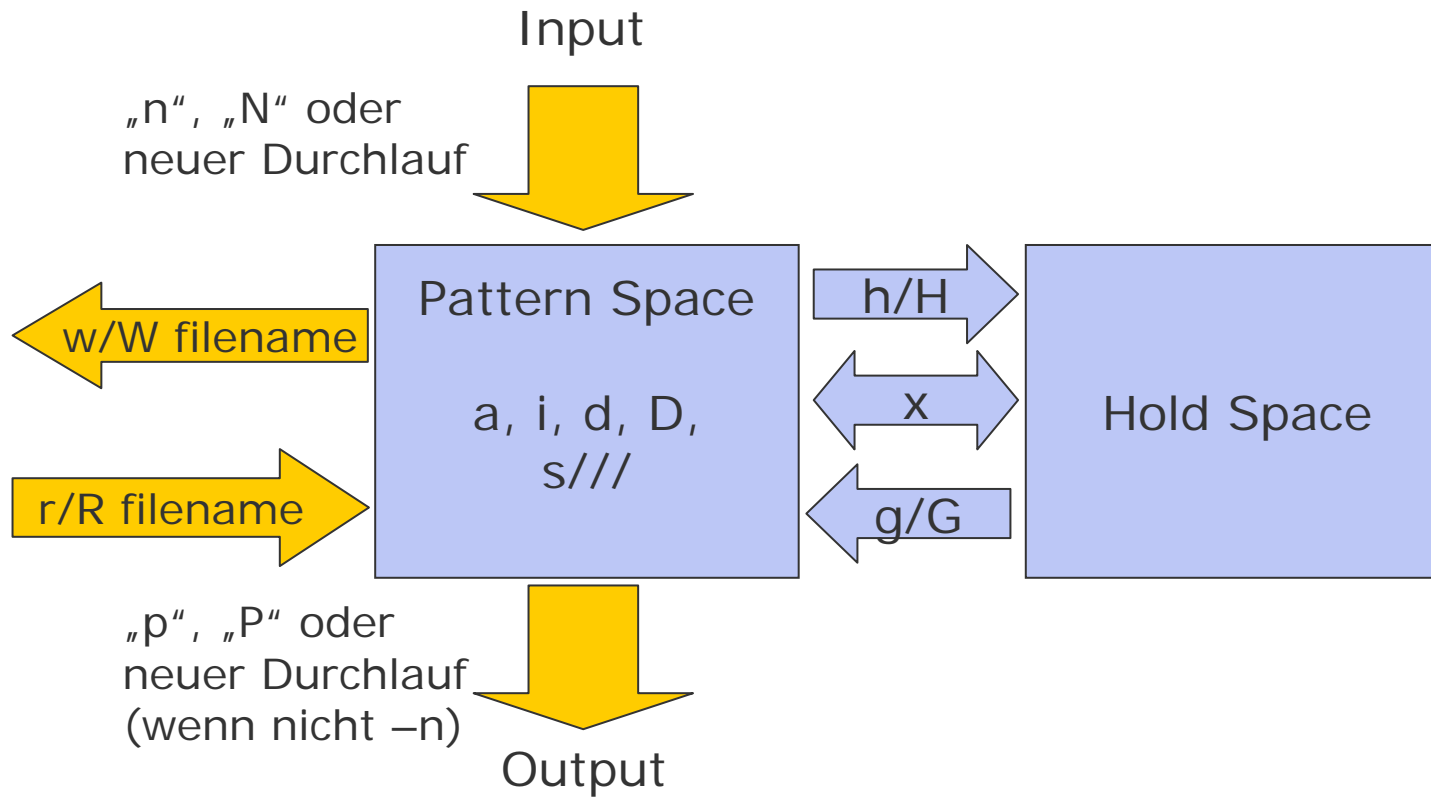 Input
„n“, „N“ oder
neuer Durchlauf
Pattern Space
a, i, d, D,
s///
w/W filename
r/R filename
h/H
x
g/G
Hold Space
„p“, „P“ oder
neuer Durchlauf
(wenn nicht –n)
Output